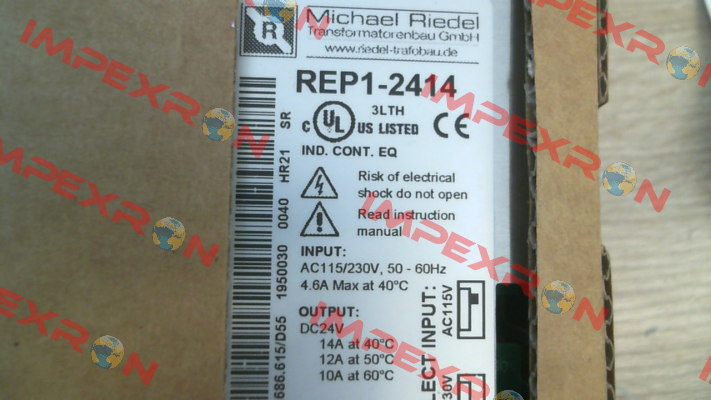 R
Michael Riedel
Transformatorenbau GmbH
www.riedel-trafobau.de
REP1-2414
3LTH
C UL US LISTED CE
IND. CONT. EQ
Risk of electrical
shock do not open
Read instruction
manual
INPUT:
AC115/230V, 50 - 60Hz
4.6A Max at 40°C
OUTPUT:
DC24V
14A at 40°C
12A at 50°C
10A at 60°C
686.615/D55 1950030 0040 HR21 SR
INPUT:
AC115V
IMPEXRON
IMPEXRON
IMPEXRON
IMPEXRON
IMPEXRON
IMPEXRON